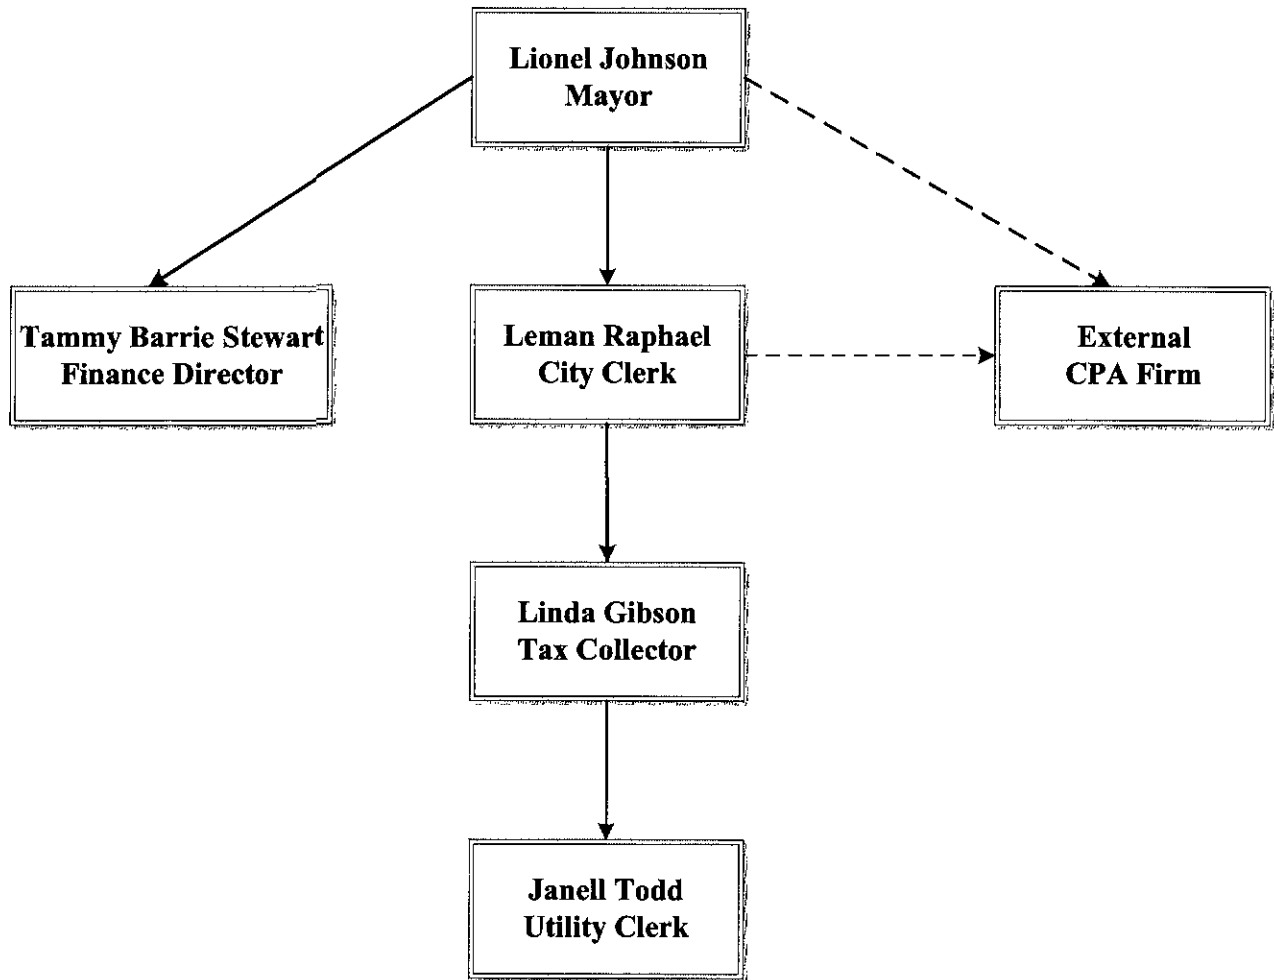 Lionel Johnson
Mayor
Tammy Barrie Stewart
Finance Director
Leman Raphael
City Clerk
External
CPA Firm
Linda Gibson
Tax Collector
Janell Todd
Utility Clerk